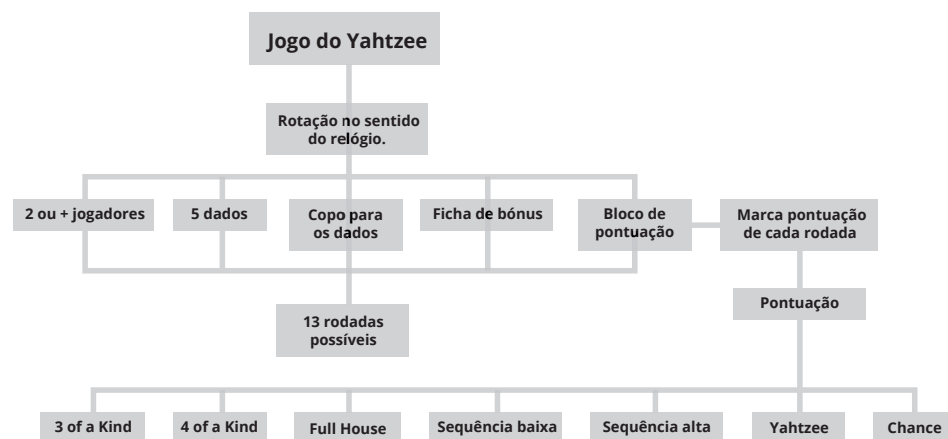 Jogo do Yahtzee
Rotação no sentido
do relógio.
2 ou + jogadores
5 dados
Copo para
os dados
Ficha de bónus
Bloco de
pontuação
Marca pontuação
de cada rodada
Pontuação
13 rodadas
possíveis
3 of a Kind
4 of a Kind
Full House
Sequência baixa
Sequência alta
Yahtzee
Chance